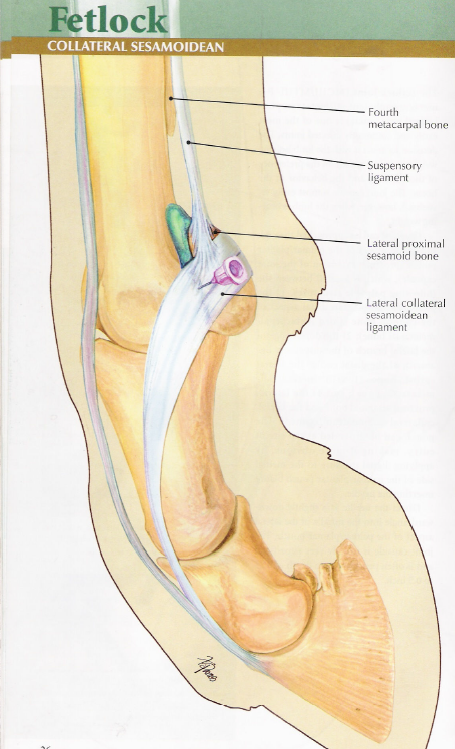 Fetlock
COLLATERAL SESAMOIDEAN
Fourth
metacarpal bone
Suspensory
ligament
Lateral proximal
sesamoid bone
Lateral collateral
sesamoidean
ligament